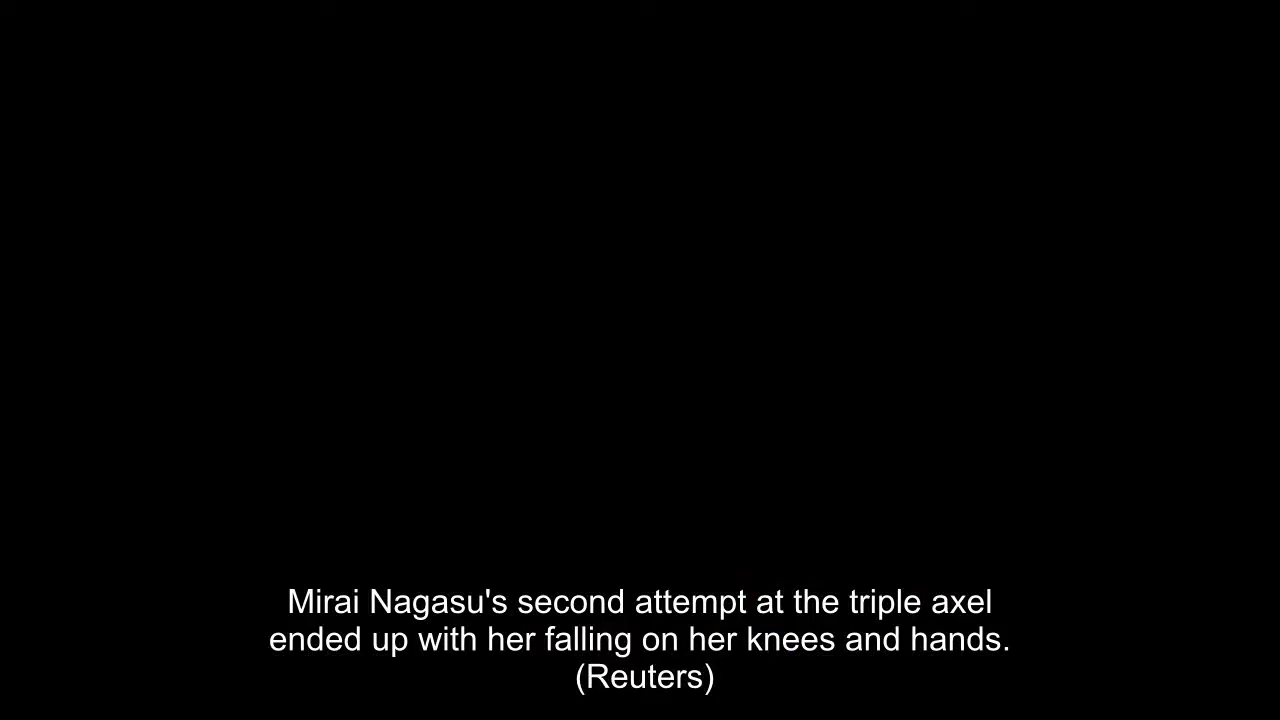 Mirai Nagasu's second attempt at the triple axel
ended up with her falling on her knees and hands.
(Reuters)